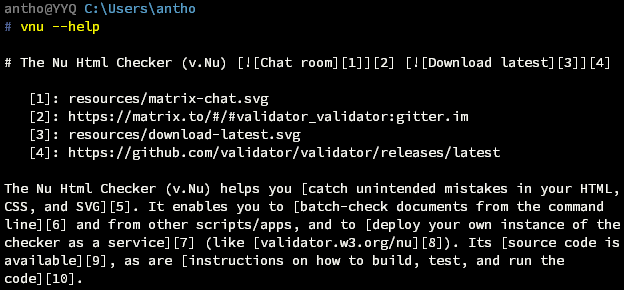 antho@YYQ C:\Users\antho
# vnu --help
# The Nu Html Checker (v.Nu) [![Chat room][1]][2] [![Download latest][3]][4]
[1]: resources/matrix-chat.svg
[2]: https://matrix.to/#/#validator_validator:gitter.im
[3]: resources/download-latest.svg
[4]: https://github.com/validator/validator/releases/latest
The Nu Html Checker (v.Nu) helps you [catch unintended mistakes in your HTML,
CSS, and SVG][5]. It enables you to [batch-check documents from the command
line][6] and from other scripts/apps, and to [deploy your own instance of the
checker as a service][7] (like [validator.w3.org/nu][8]). Its [source code is
available][9], as are [instructions on how to build, test, and run the
code][10].